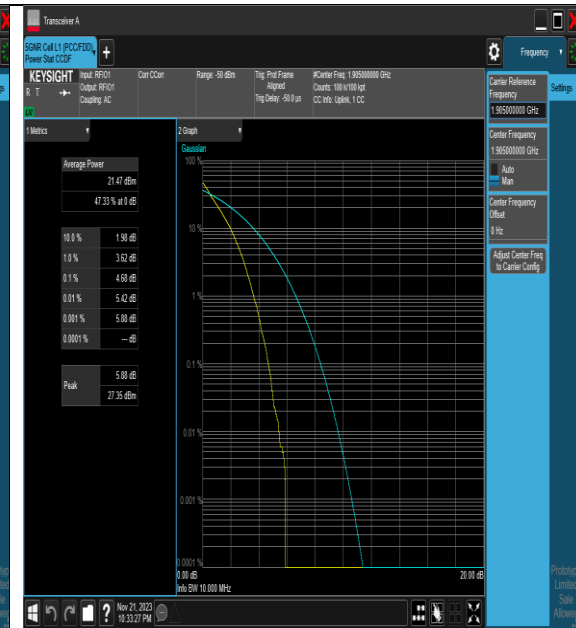 Transceiver A
5GNR Cell L1 (PCC/FDD)
Power Stat CCDF
+
Frequency
KEYSIGHT
R T
LV
Input: RFIO1
Output: RFIO1
Coupling: AC
Corr CCorr
Range: -50 dBm
Trig: Prot Frame
Aligned
Trig Delay: -50.0 µs
#Center Freq: 1.905000000 GHz
Counts: 100 k/100 kpt
CC Info: Uplink, 1 CC
1 Metrics
Average Power
21.47 dBm
47.33 % at 0 dB
10.0 % 1.98 dB
1.0 % 3.62 dB
0.1 % 4.68 dB
0.01 % 5.42 dB
0.001 % 5.88 dB
0.0001 % --- dB
Peak 5.88 dB
27.35 dBm
2 Graph
Gaussian
100 %
10 %
1 %
0.1 %
0.01 %
0.001 %
0.0001 %
0.00 dB
20.00 dB
Info BW 10.000 MHz
Carrier Reference
Frequency
1.905000000 GHz
Center Frequency
1.905000000 GHz
Auto
Man
Center Frequency
Offset
0 Hz
Adjust Center Freq
to Carrier Config
Settings
Nov 21, 2023
10:33:27 PM
?